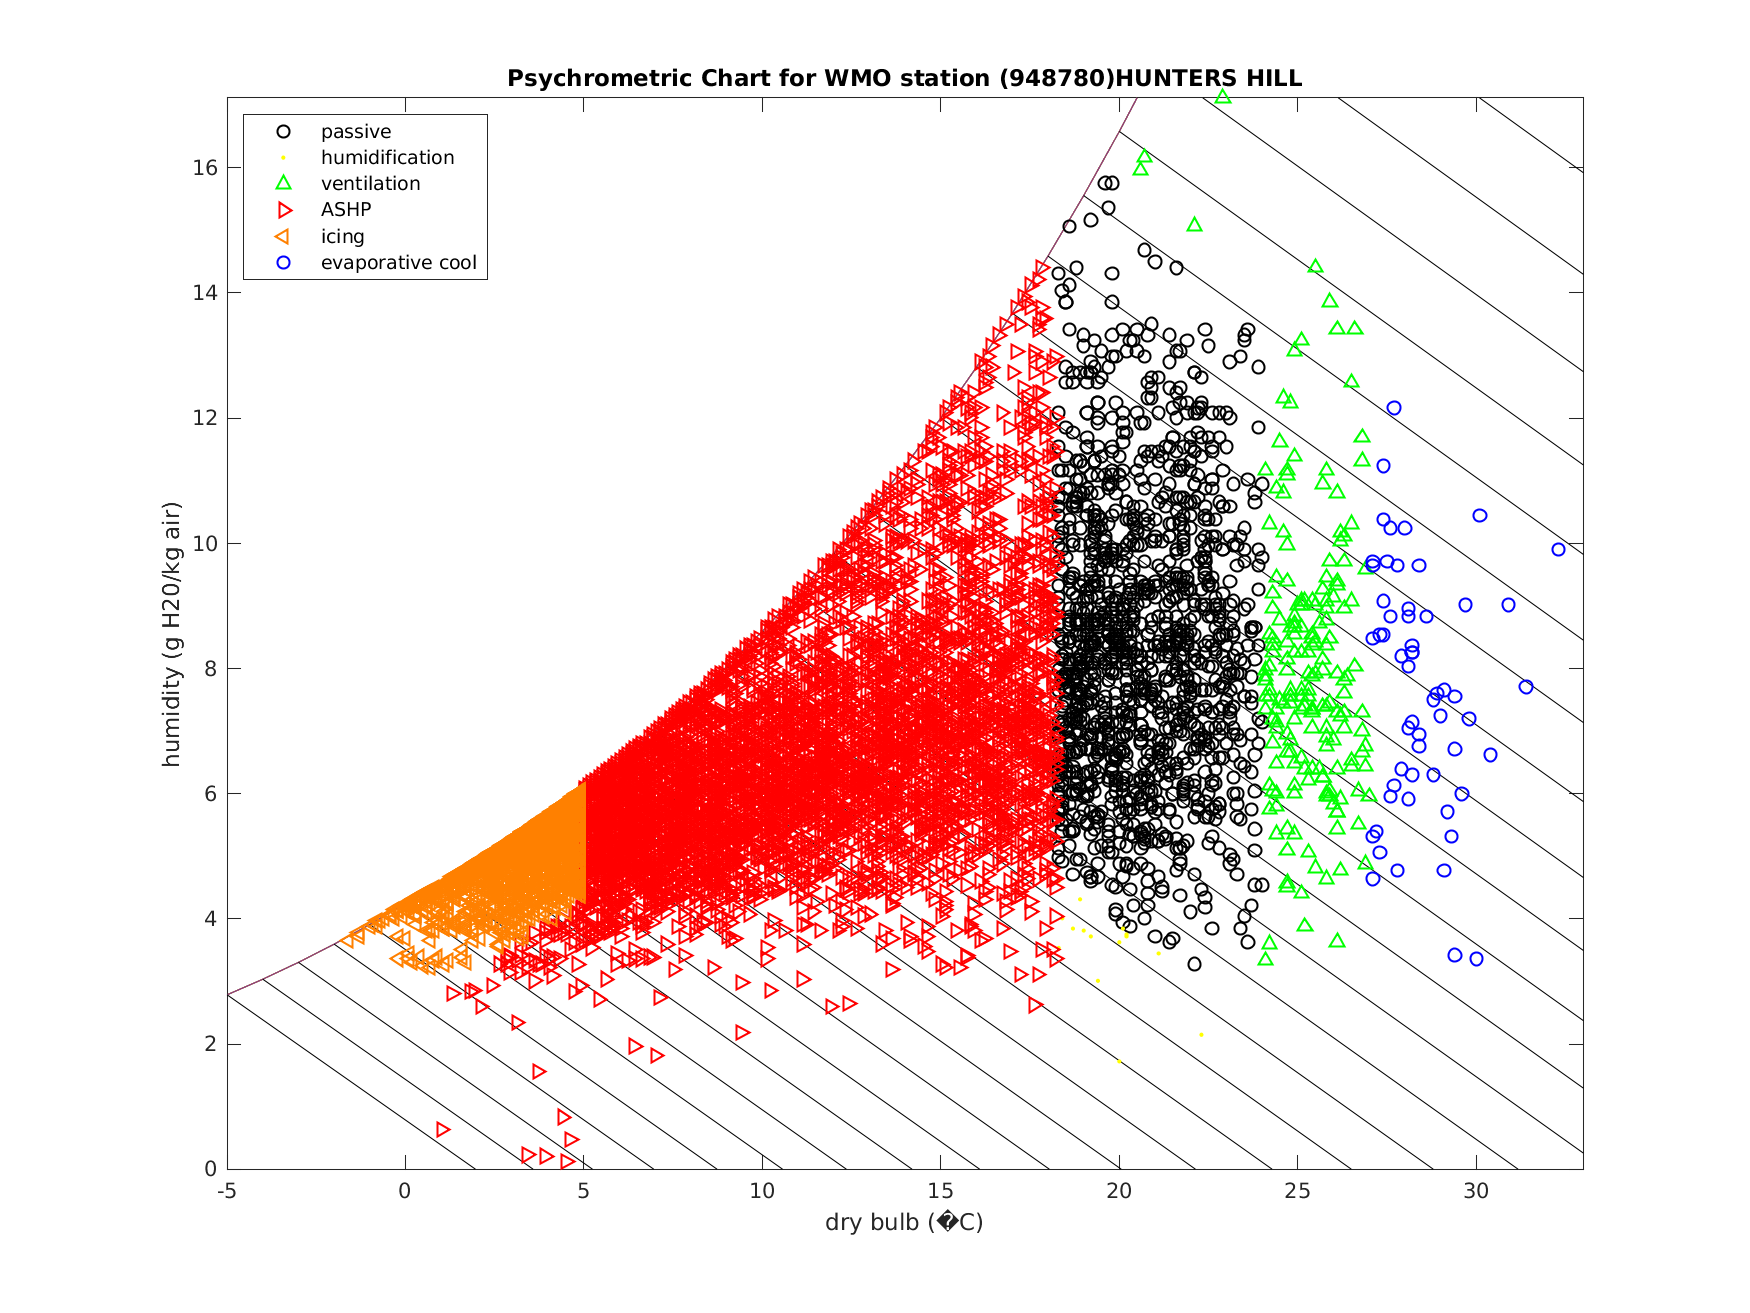 Psychrometric Chart for WMO station (948780)HUNTERS HILL
passive
humidification
ventilation
ASHP
icing
evaporative cool
humidity (g H20/kg air)
16
14
12
10
8
6
4
2
0
-5 0 5 10 15 20 25 30
dry bulb (�C)